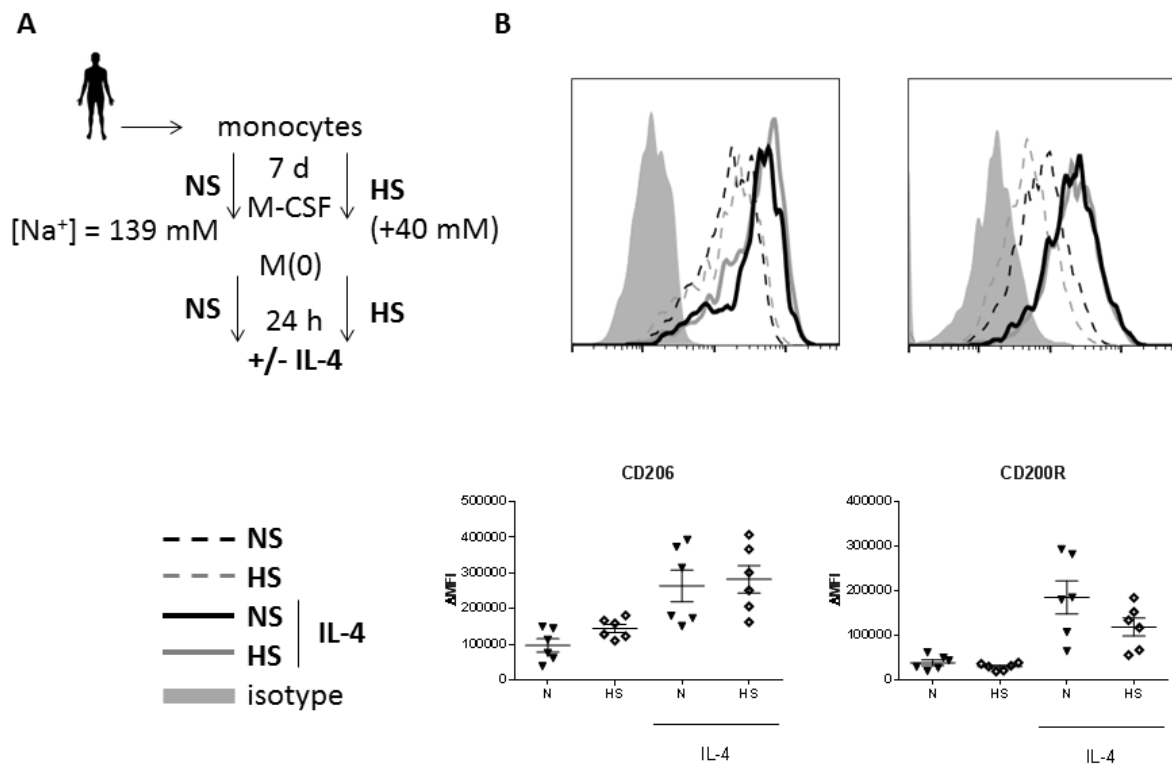 A
B
monocytes
NS
7 d
HS
M-CSF
[Na⁺] = 139 mM
(+40 mM)
M(0)
NS
24 h
HS
+/- IL-4
NS
HS
NS
HS
IL-4
isotype
CD206
500000
400000
300000
200000
100000
0
ΔMFI
N
HS
N
HS
IL-4
CD200R
400000
300000
200000
100000
0
ΔMFI
N
HS
N
HS
IL-4